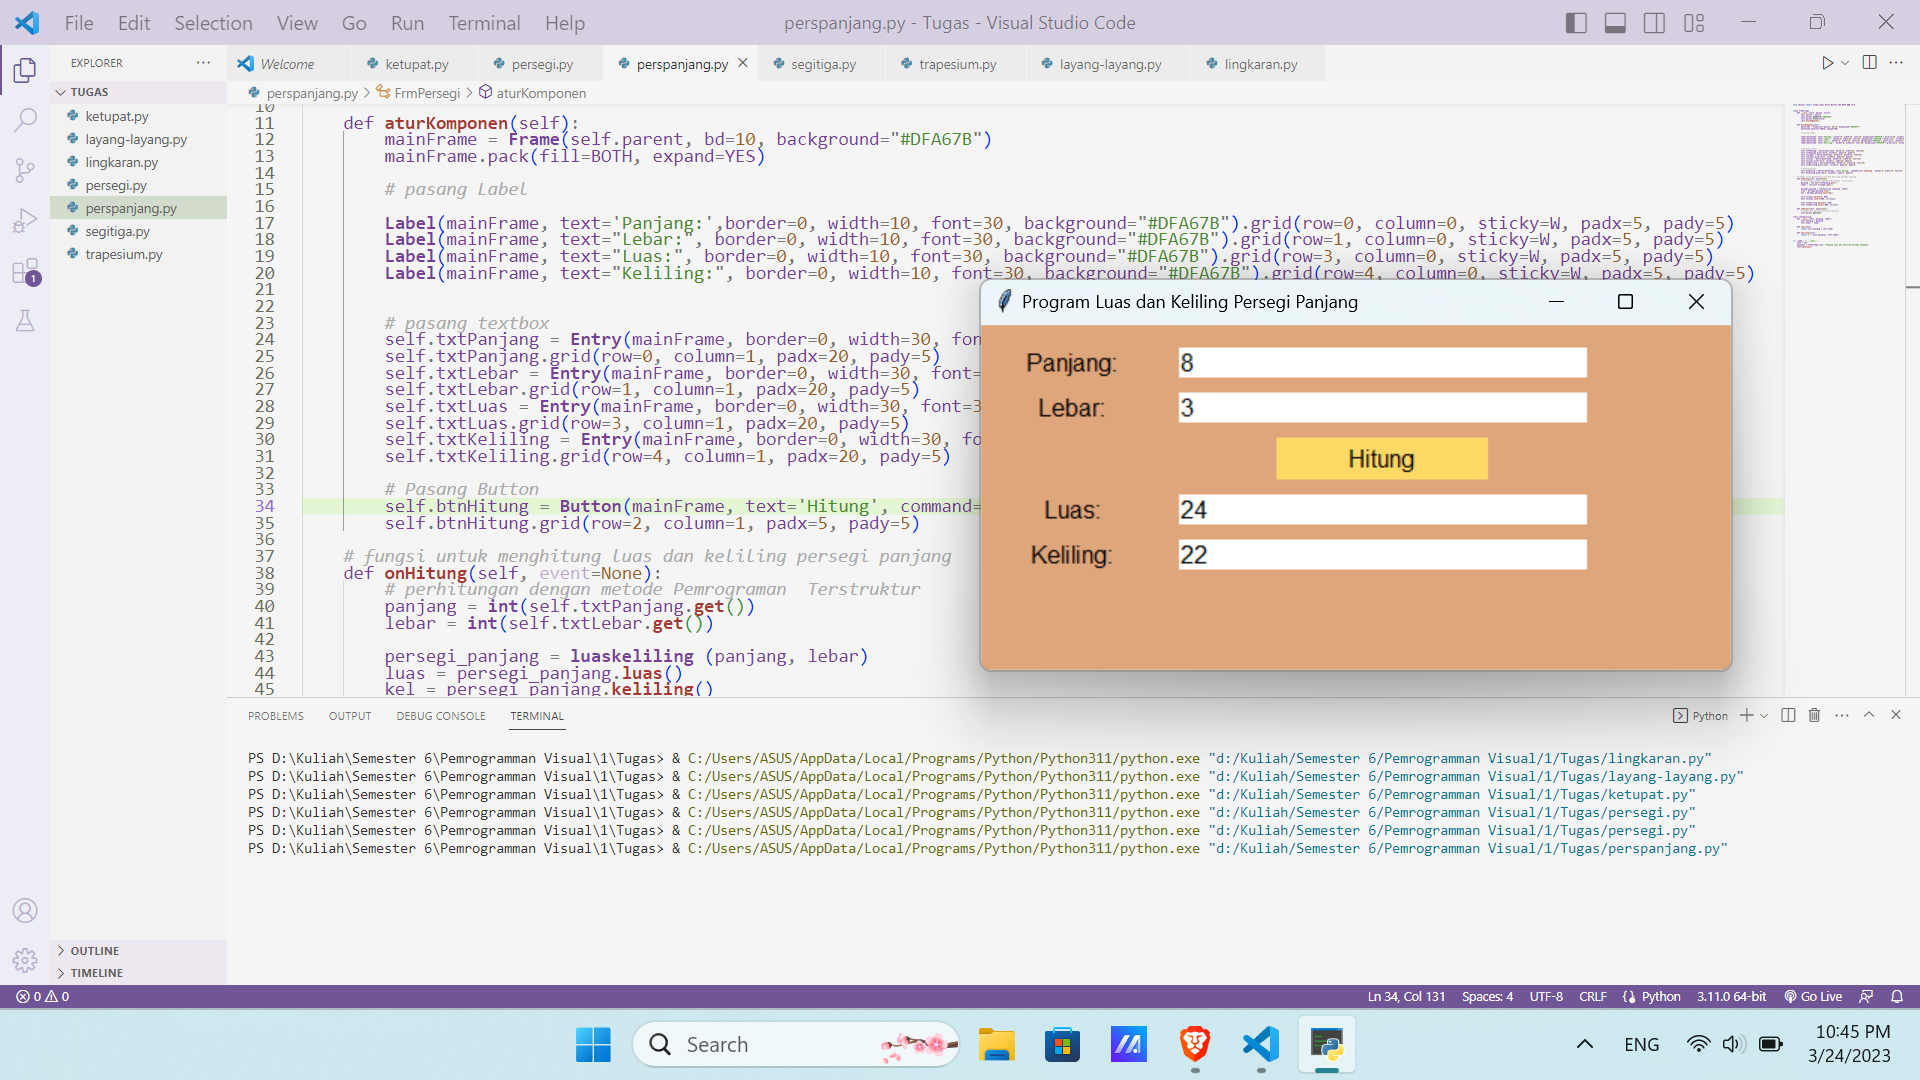 File Edit Selection View Go Run Terminal Help
perspanjang.py - Tugas - Visual Studio Code
EXPLORER
Welcome
ketupat.py
persegi.py
perspanjang.py
segitiga.py
trapesium.py
layang-layang.py
lingkaran.py
TUGAS
ketupat.py
layang-layang.py
lingkaran.py
persegi.py
perspanjang.py
segitiga.py
trapesium.py
1
OUTLINE
TIMELINE
perspanjang.py > FrmPersegi > aturKomponen
10
11 def aturKomponen(self):
12 mainFrame = Frame(self.parent, bd=10, background="#DFA67B")
13 mainFrame.pack(fill=BOTH, expand=YES)
14
15 # pasang Label
16
17 Label(mainFrame, text='Panjang:',border=0, width=10, font=30, background="#DFA67B").grid(row=0, column=0, sticky=W, padx=5, pady=5)
18 Label(mainFrame, text="Lebar:", border=0, width=10, font=30, background="#DFA67B").grid(row=1, column=0, sticky=W, padx=5, pady=5)
19 Label(mainFrame, text="Luas:", border=0, width=10, font=30, background="#DFA67B").grid(row=3, column=0, sticky=W, padx=5, pady=5)
20 Label(mainFrame, text="Keliling:", border=0, width=10, font=30, background="#DFA67B").grid(row=4, column=0, sticky=W, padx=5, pady=5)
21
22
23 # pasang textbox
24 self.txtPanjang = Entry(mainFrame, border=0, width=30, fon
25 self.txtPanjang.grid(row=0, column=1, padx=20, pady=5)
26 self.txtLebar = Entry(mainFrame, border=0, width=30, font=
27 self.txtLebar.grid(row=1, column=1, padx=20, pady=5)
28 self.txtLuas = Entry(mainFrame, border=0, width=30, font=3
29 self.txtLuas.grid(row=3, column=1, padx=20, pady=5)
30 self.txtKeliling = Entry(mainFrame, border=0, width=30, fo
31 self.txtKeliling.grid(row=4, column=1, padx=20, pady=5)
32
33 # Pasang Button
34 self.btnHitung = Button(mainFrame, text='Hitung', command=
35 self.btnHitung.grid(row=2, column=1, padx=5, pady=5)
36
37 # fungsi untuk menghitung luas dan keliling persegi panjang
38 def onHitung(self, event=None):
39 # perhitungan dengan metode Pemrograman  Terstruktur
40 panjang = int(self.txtPanjang.get())
41 lebar = int(self.txtLebar.get())
42
43 persegi_panjang = luaskeliling (panjang, lebar)
44 luas = persegi_panjang.luas()
45 kel = persegi_panjang.keliling()
Program Luas dan Keliling Persegi Panjang
Panjang: 8
Lebar: 3
Hitung
Luas: 24
Keliling: 22
PROBLEMS OUTPUT DEBUG CONSOLE TERMINAL
Python
PS D:\Kuliah\Semester 6\Pemrogramman Visual\1\Tugas> & C:/Users/ASUS/AppData/Local/Programs/Python/Python311/python.exe "d:/Kuliah/Semester 6/Pemrogramman Visual/1/Tugas/lingkaran.py"
PS D:\Kuliah\Semester 6\Pemrogramman Visual\1\Tugas> & C:/Users/ASUS/AppData/Local/Programs/Python/Python311/python.exe "d:/Kuliah/Semester 6/Pemrogramman Visual/1/Tugas/layang-layang.py"
PS D:\Kuliah\Semester 6\Pemrogramman Visual\1\Tugas> & C:/Users/ASUS/AppData/Local/Programs/Python/Python311/python.exe "d:/Kuliah/Semester 6/Pemrogramman Visual/1/Tugas/ketupat.py"
PS D:\Kuliah\Semester 6\Pemrogramman Visual\1\Tugas> & C:/Users/ASUS/AppData/Local/Programs/Python/Python311/python.exe "d:/Kuliah/Semester 6/Pemrogramman Visual/1/Tugas/persegi.py"
PS D:\Kuliah\Semester 6\Pemrogramman Visual\1\Tugas> & C:/Users/ASUS/AppData/Local/Programs/Python/Python311/python.exe "d:/Kuliah/Semester 6/Pemrogramman Visual/1/Tugas/persegi.py"
PS D:\Kuliah\Semester 6\Pemrogramman Visual\1\Tugas> & C:/Users/ASUS/AppData/Local/Programs/Python/Python311/python.exe "d:/Kuliah/Semester 6/Pemrogramman Visual/1/Tugas/perspanjang.py"
0 0
Ln 34, Col 131 Spaces: 4 UTF-8 CRLF Python 3.11.0 64-bit Go Live
Search
ENG
10:45 PM
3/24/2023